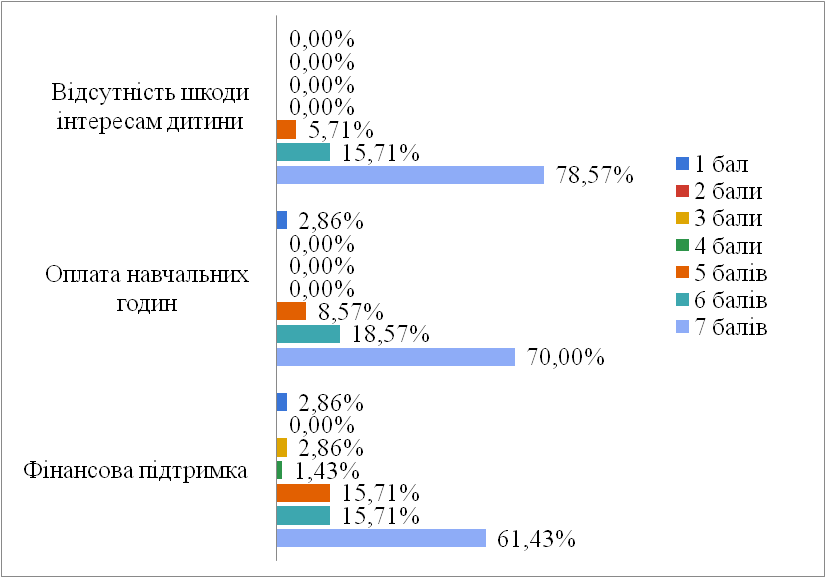 0,00%
0,00%
0,00%
0,00%
5,71%
15,71%
78,57%
Відсутність шкоди
інтересам дитини
2,86%
0,00%
0,00%
0,00%
8,57%
18,57%
70,00%
Оплата навчальних
годин
2,86%
0,00%
2,86%
1,43%
15,71%
15,71%
61,43%
Фінансова підтримка
1 бал
2 бали
3 бали
4 бали
5 балів
6 балів
7 балів